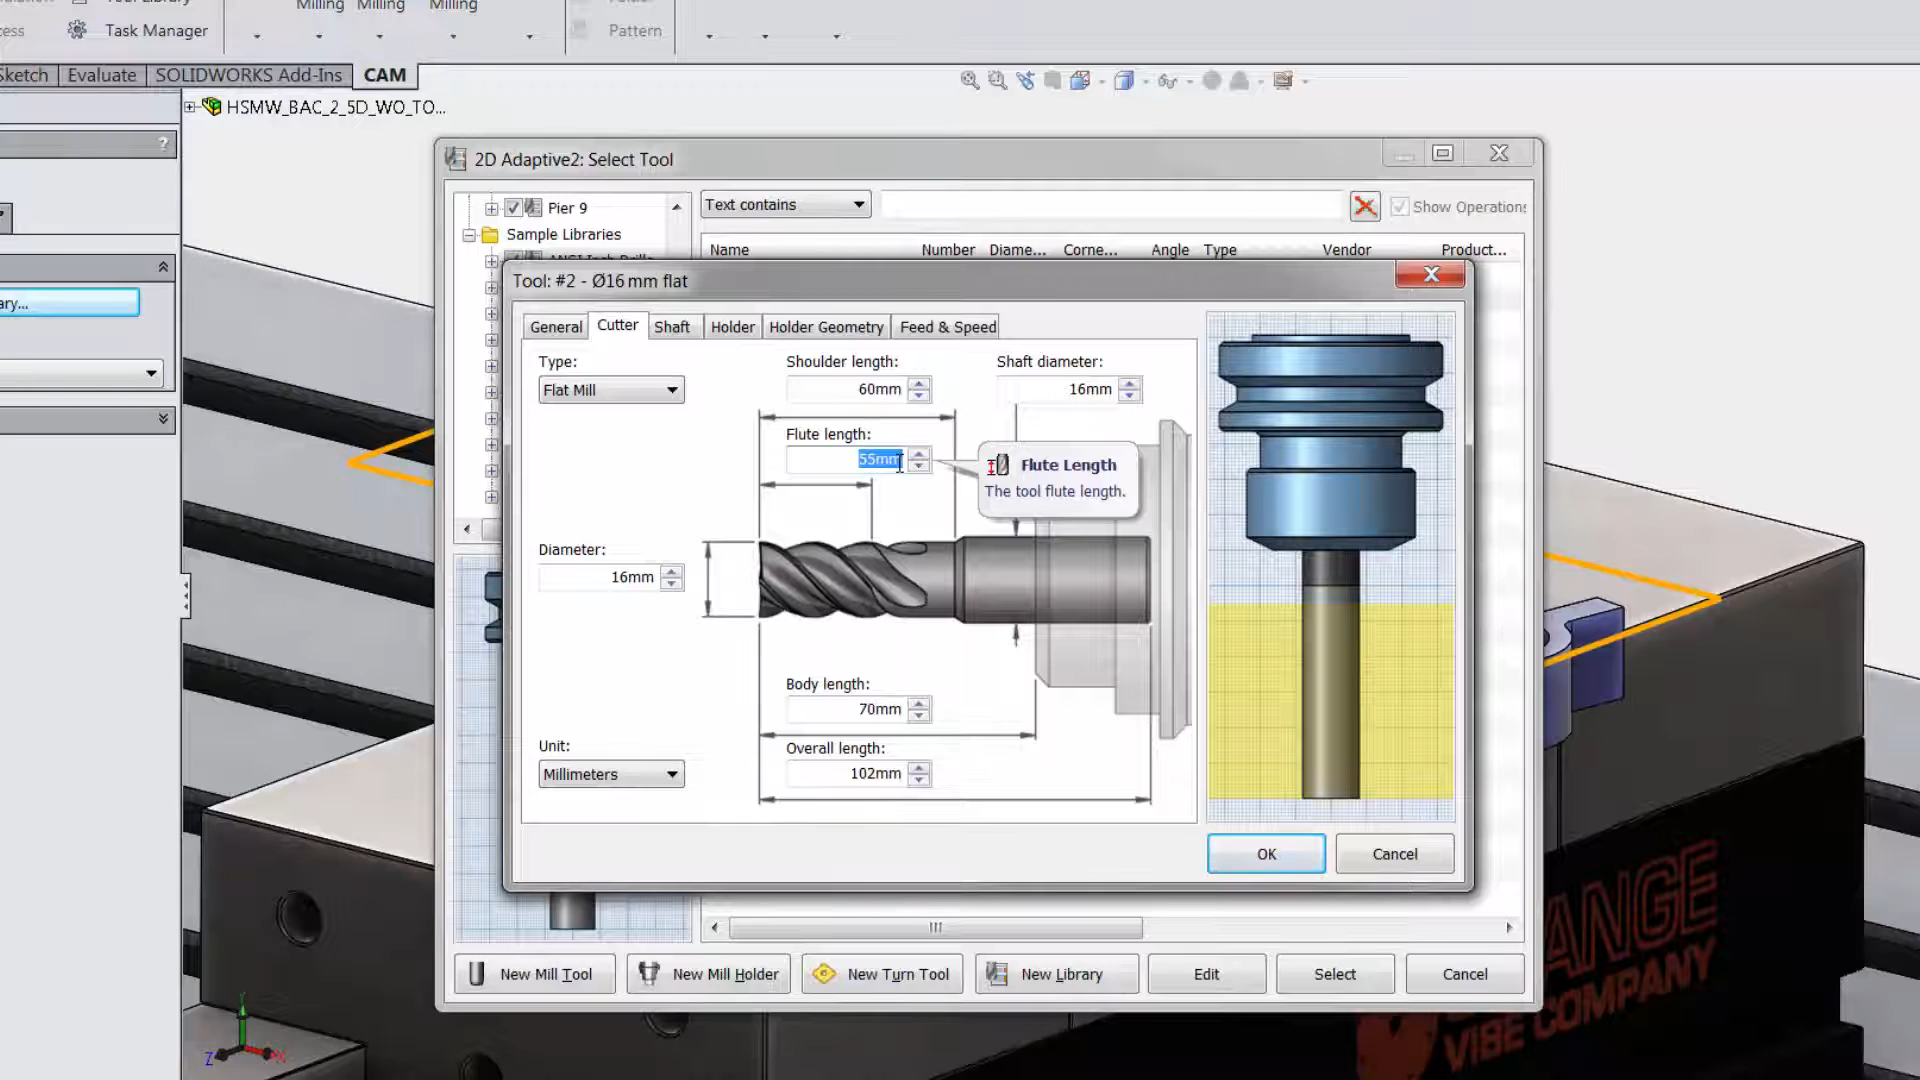 Milling Milling Milling
Task Manager
Pattern
Sketch Evaluate SOLIDWORKS Add-Ins CAM
HSMW_BAC_2_5D_WO_TO...
?
2D Adaptive2: Select Tool
Pier 9
Sample Libraries
Text contains
Show Operations
Name Number Diame... Corne... Angle Type Vendor Product...
Tool: #2 - Ø16 mm flat
General Cutter Shaft Holder Holder Geometry Feed & Speed
Type:
Flat Mill
Shoulder length:
60mm
Shaft diameter:
16mm
Flute length:
55mm
Flute Length
The tool flute length.
Diameter:
16mm
Body length:
70mm
Unit:
Millimeters
Overall length:
102mm
OK Cancel
New Mill Tool New Mill Holder New Turn Tool New Library Edit Select Cancel
ANGE
VIBE COMPANY
Y
Z X